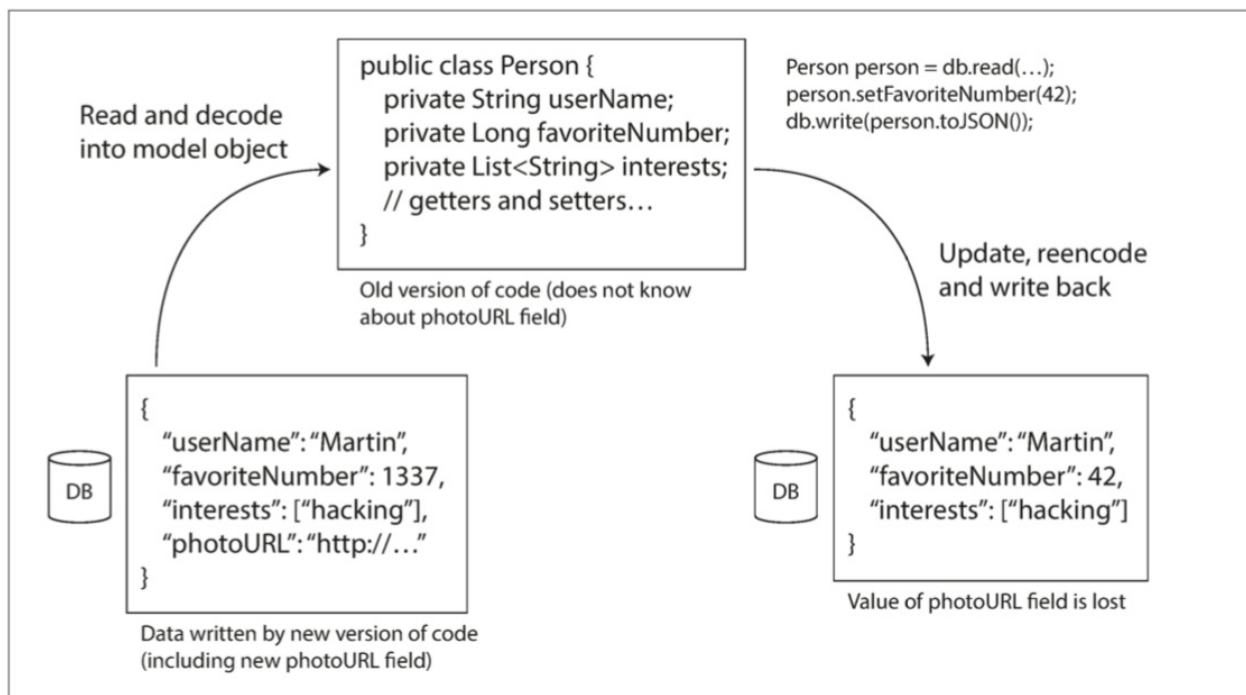 Read and decode
into model object
public class Person {
private String userName;
private Long favoriteNumber;
private List<String> interests;
// getters and setters…
}
Old version of code (does not know
about photoURL field)
Person person = db.read(…);
person.setFavoriteNumber(42);
db.write(person.toJSON());
Update, reencode
and write back
DB
{
“userName”: “Martin”,
“favoriteNumber”: 1337,
“interests”: [“hacking”],
“photoURL”: “http://…”
}
Data written by new version of code
(including new photoURL field)
DB
{
“userName”: “Martin”,
“favoriteNumber”: 42,
“interests”: [“hacking”]
}
Value of photoURL field is lost